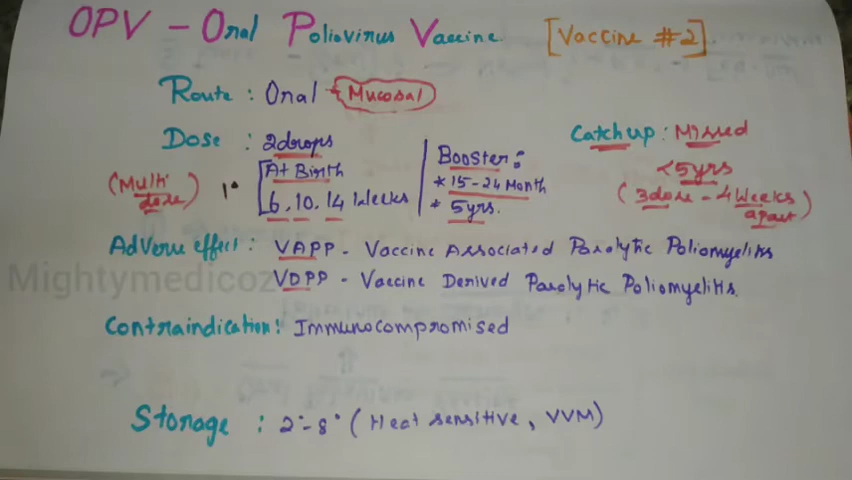 OPV - Oral Poliovirus Vaccine. [Vaccine #2].
Route : Oral - Mucosal
Dose : 2drops
(Multi dose) 1° [At Birth
6, 10, 14 Weeks
Booster:
* 15-24 Month
* 5yrs.
Catchup: Missed
<5yrs
(3dose - 4 Weeks apart)
Adverse effect : VAPP - Vaccine Associated Paralytic Poliomyelitis
VDPP - Vaccine Derived Paralytic Poliomyelitis.
Mightymedicoz
Contraindication : Immunocompromised
Storage : 2°-8° (Heat sensitive, VVM)